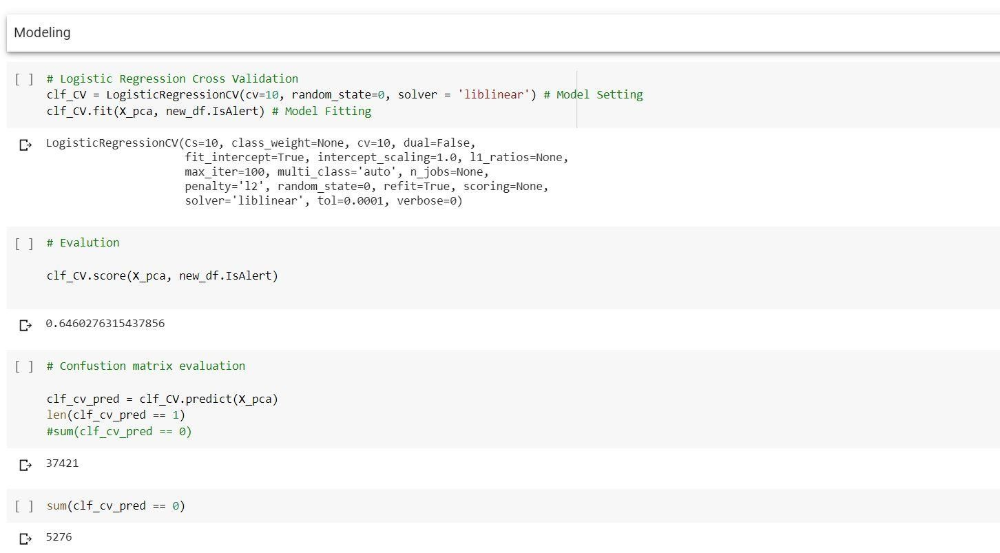 Modeling
[ ] # Logistic Regression Cross Validation
clf_CV = LogisticRegressionCV(cv=10, random_state=0, solver = 'liblinear') # Model Setting
clf_CV.fit(X_pca, new_df.IsAlert) # Model Fitting
LogisticRegressionCV(Cs=10, class_weight=None, cv=10, dual=False,
fit_intercept=True, intercept_scaling=1.0, l1_ratios=None,
max_iter=100, multi_class='auto', n_jobs=None,
penalty='l2', random_state=0, refit=True, scoring=None,
solver='liblinear', tol=0.0001, verbose=0)
[ ] # Evalution
clf_CV.score(X_pca, new_df.IsAlert)
0.6460276315437856
[ ] # Confustion matrix evaluation
clf_cv_pred = clf_CV.predict(X_pca)
len(clf_cv_pred == 1)
#sum(clf_cv_pred == 0)
37421
[ ] sum(clf_cv_pred == 0)
5276